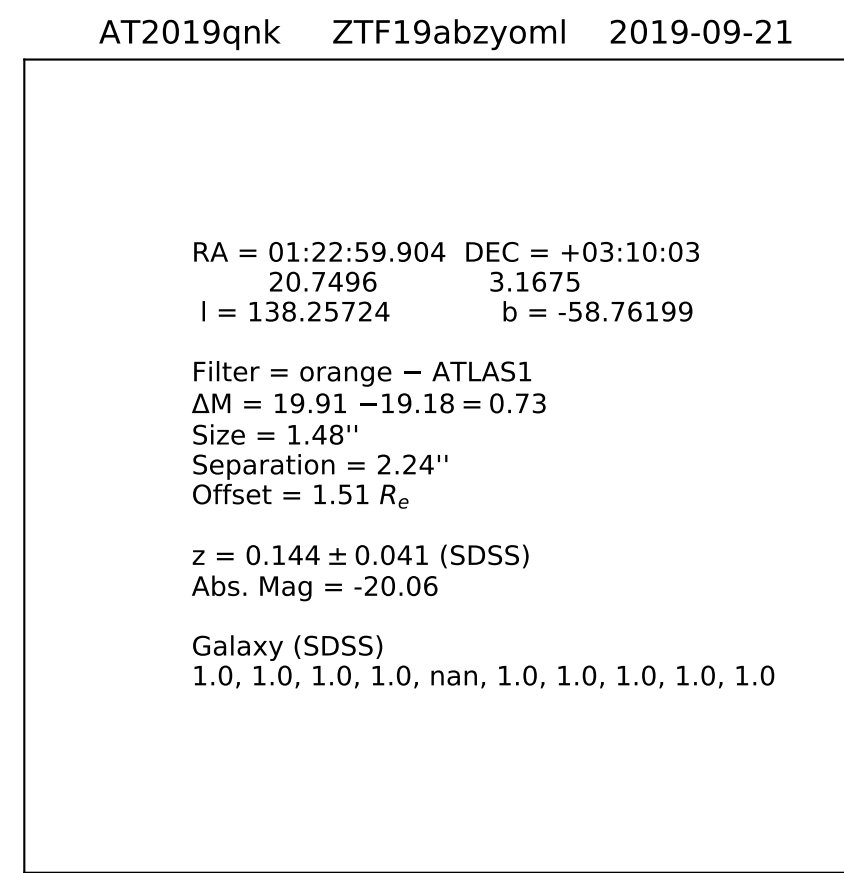 AT2019qnk ZTF19abzyoml 2019-09-21
RA = 01:22:59.904 DEC = +03:10:03
20.7496 3.1675
l = 138.25724 b = -58.76199
Filter = orange − ATLAS1
ΔM = 19.91 −19.18 = 0.73
Size = 1.48''
Separation = 2.24''
Offset = 1.51 Rₑ
z = 0.144 ± 0.041 (SDSS)
Abs. Mag = -20.06
Galaxy (SDSS)
1.0, 1.0, 1.0, 1.0, nan, 1.0, 1.0, 1.0, 1.0, 1.0